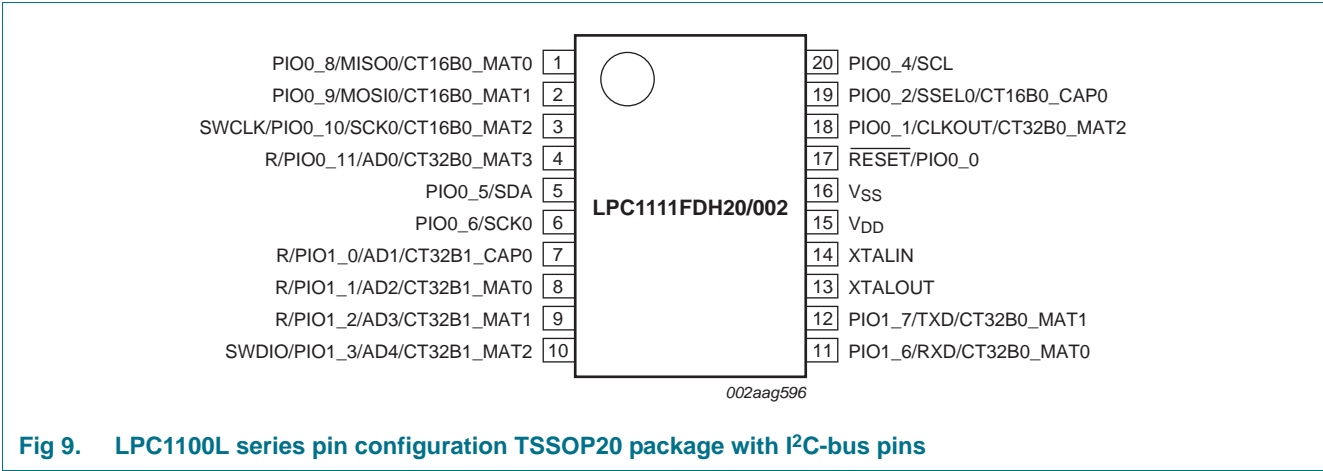 PIO0_8/MISO0/CT16B0_MAT0 1
PIO0_9/MOSI0/CT16B0_MAT1 2
SWCLK/PIO0_10/SCK0/CT16B0_MAT2 3
R/PIO0_11/AD0/CT32B0_MAT3 4
PIO0_5/SDA 5
PIO0_6/SCK0 6
R/PIO1_0/AD1/CT32B1_CAP0 7
R/PIO1_1/AD2/CT32B1_MAT0 8
R/PIO1_2/AD3/CT32B1_MAT1 9
SWDIO/PIO1_3/AD4/CT32B1_MAT2 10
LPC1111FDH20/002
20 PIO0_4/SCL
19 PIO0_2/SSEL0/CT16B0_CAP0
18 PIO0_1/CLKOUT/CT32B0_MAT2
17 RESET/PIO0_0
16 VSS
15 VDD
14 XTALIN
13 XTALOUT
12 PIO1_7/TXD/CT32B0_MAT1
11 PIO1_6/RXD/CT32B0_MAT0
002aag596
Fig 9. LPC1100L series pin configuration TSSOP20 package with I2C-bus pins